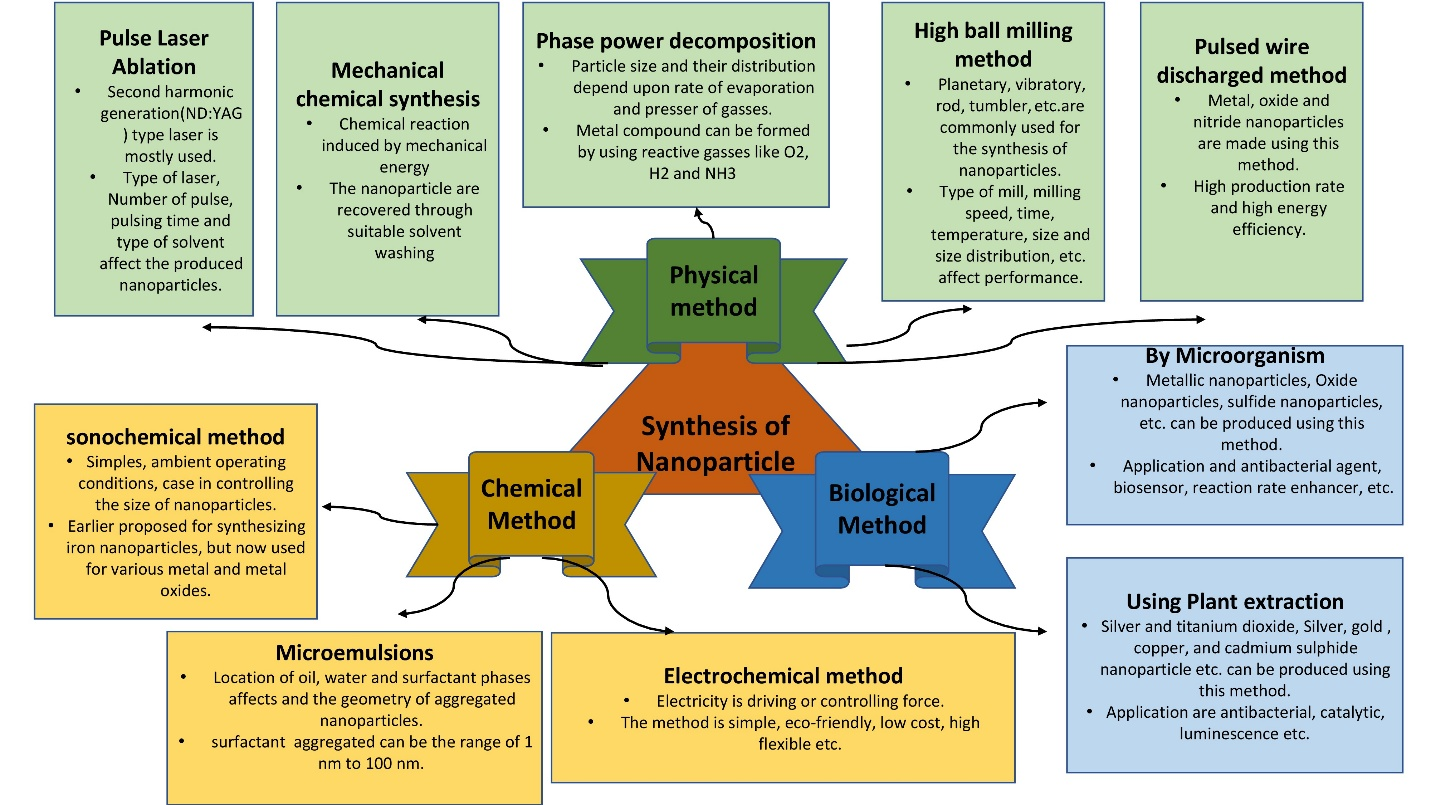 Pulse Laser
Ablation
• Second harmonic
generation(ND:YAG
) type laser is
mostly used.
• Type of laser,
Number of pulse,
pulsing time and
type of solvent
affect the produced
nanoparticles.
Mechanical
chemical synthesis
• Chemical reaction
induced by mechanical
energy
• The nanoparticle are
recovered through
suitable solvent
washing
Phase power decomposition
• Particle size and their distribution
depend upon rate of evaporation
and presser of gasses.
• Metal compound can be formed
by using reactive gasses like O2,
H2 and NH3
High ball milling
method
• Planetary, vibratory,
rod, tumbler, etc.are
commonly used for
the synthesis of
nanoparticles.
• Type of mill, milling
speed, time,
temperature, size and
size distribution, etc.
affect performance.
Pulsed wire
discharged method
• Metal, oxide and
nitride nanoparticles
are made using this
method.
• High production rate
and high energy
efficiency.
Physical
method
Synthesis of
Nanoparticle
Chemical
Method
Biological
Method
By Microorganism
• Metallic nanoparticles, Oxide
nanoparticles, sulfide nanoparticles,
etc. can be produced using this
method.
• Application and antibacterial agent,
biosensor, reaction rate enhancer, etc.
sonochemical method
• Simples, ambient operating
conditions, case in controlling
the size of nanoparticles.
• Earlier proposed for synthesizing
iron nanoparticles, but now used
for various metal and metal
oxides.
Using Plant extraction
• Silver and titanium dioxide, Silver, gold ,
copper, and cadmium sulphide
nanoparticle etc. can be produced using
this method.
• Application are antibacterial, catalytic,
luminescence etc.
Microemulsions
• Location of oil, water and surfactant phases
affects and the geometry of aggregated
nanoparticles.
• surfactant aggregated can be the range of 1
nm to 100 nm.
Electrochemical method
• Electricity is driving or controlling force.
• The method is simple, eco-friendly, low cost, high
flexible etc.